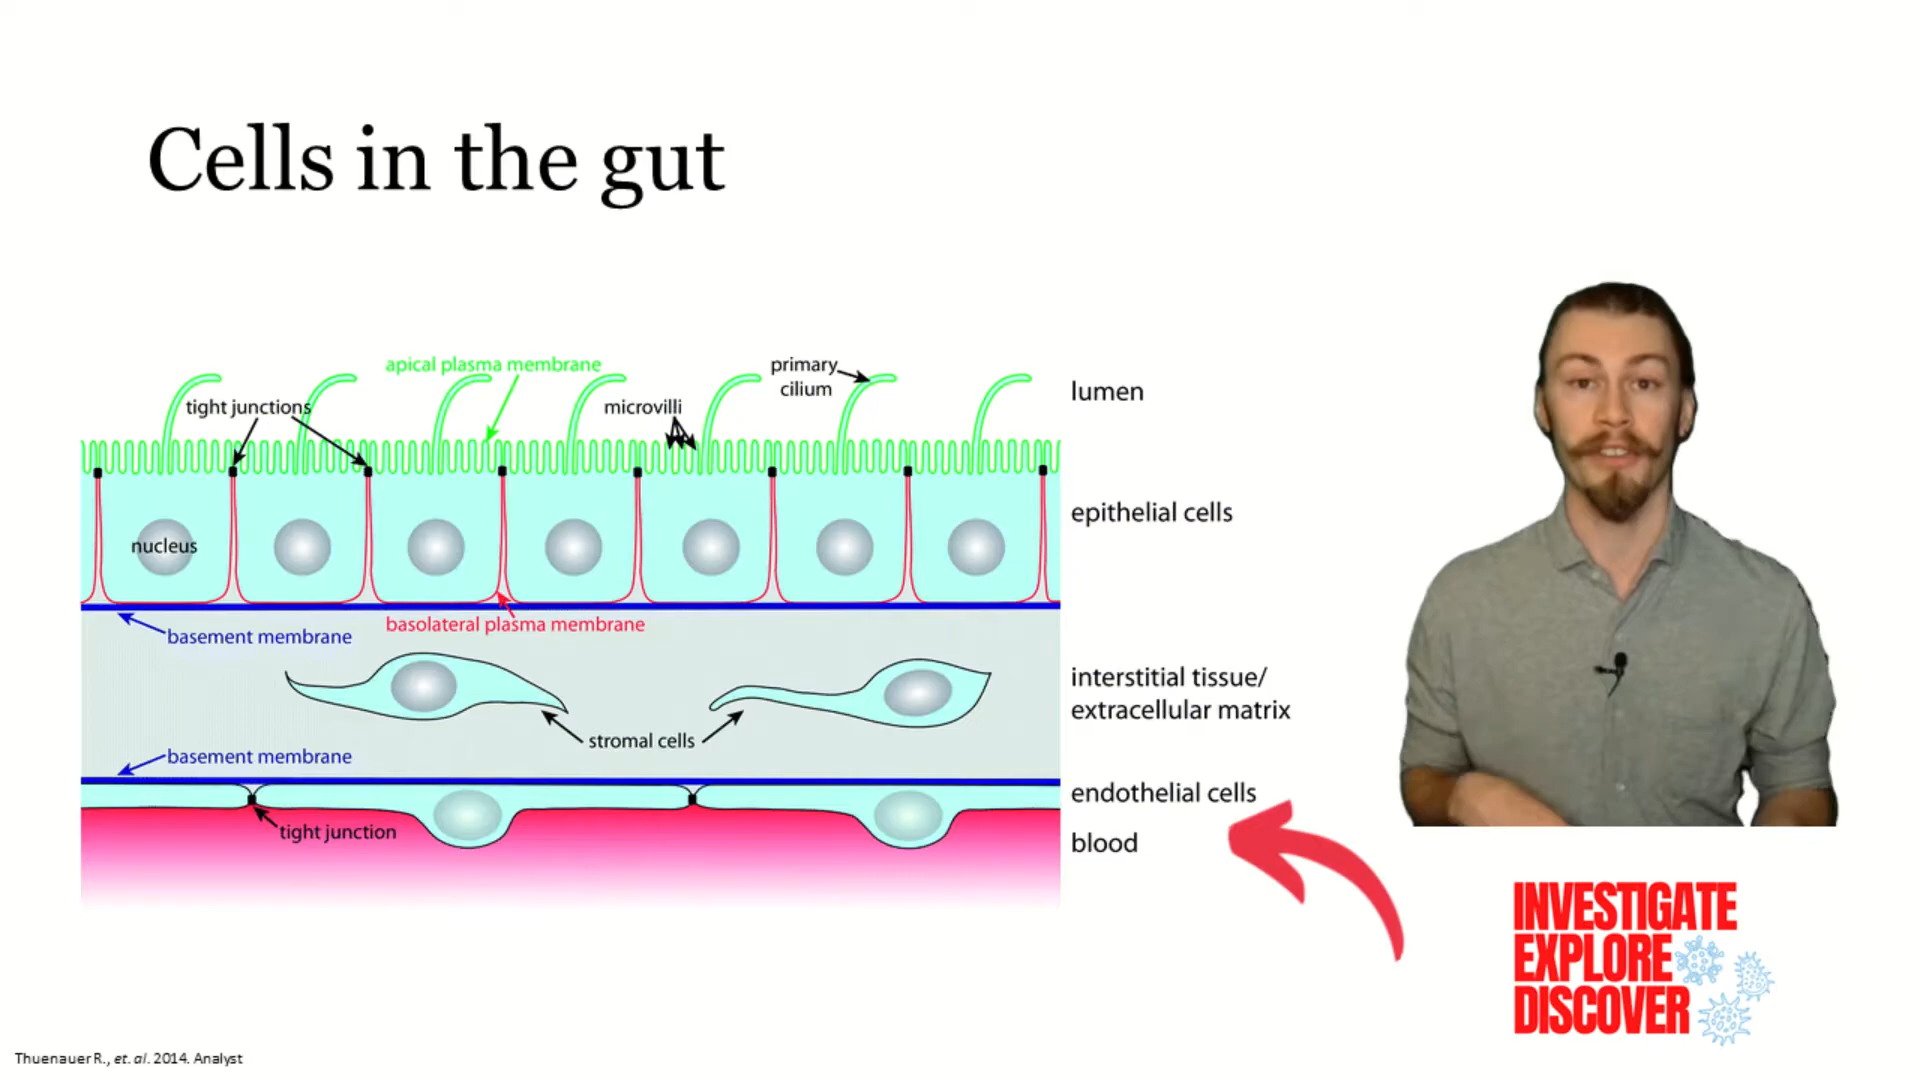 Cells in the gut
apical plasma membrane
primary
cilium
lumen
tight junctions
microvilli
epithelial cells
nucleus
basolateral plasma membrane
basement membrane
interstitial tissue/
extracellular matrix
stromal cells
basement membrane
endothelial cells
tight junction
blood
INVESTIGATE
EXPLORE
DISCOVER
Thuenauer R., et. al. 2014. Analyst